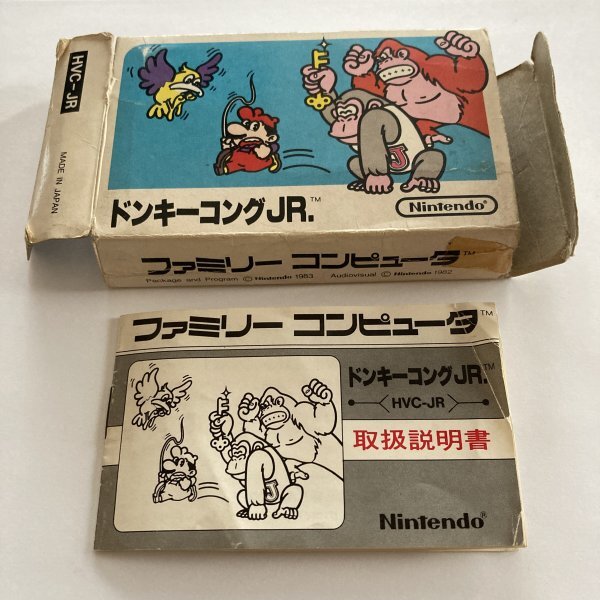 HVC-JR
MADE IN JAPAN
ドンキーコングJR.™
Nintendo®
ファミリー コンピュータ™
Package and Program © Nintendo 1983 Audiovisual © Nintendo 1982
J
ファミリー コンピュータ™
ドンキーコングJR.™
HVC-JR
取扱説明書
Nintendo®
J